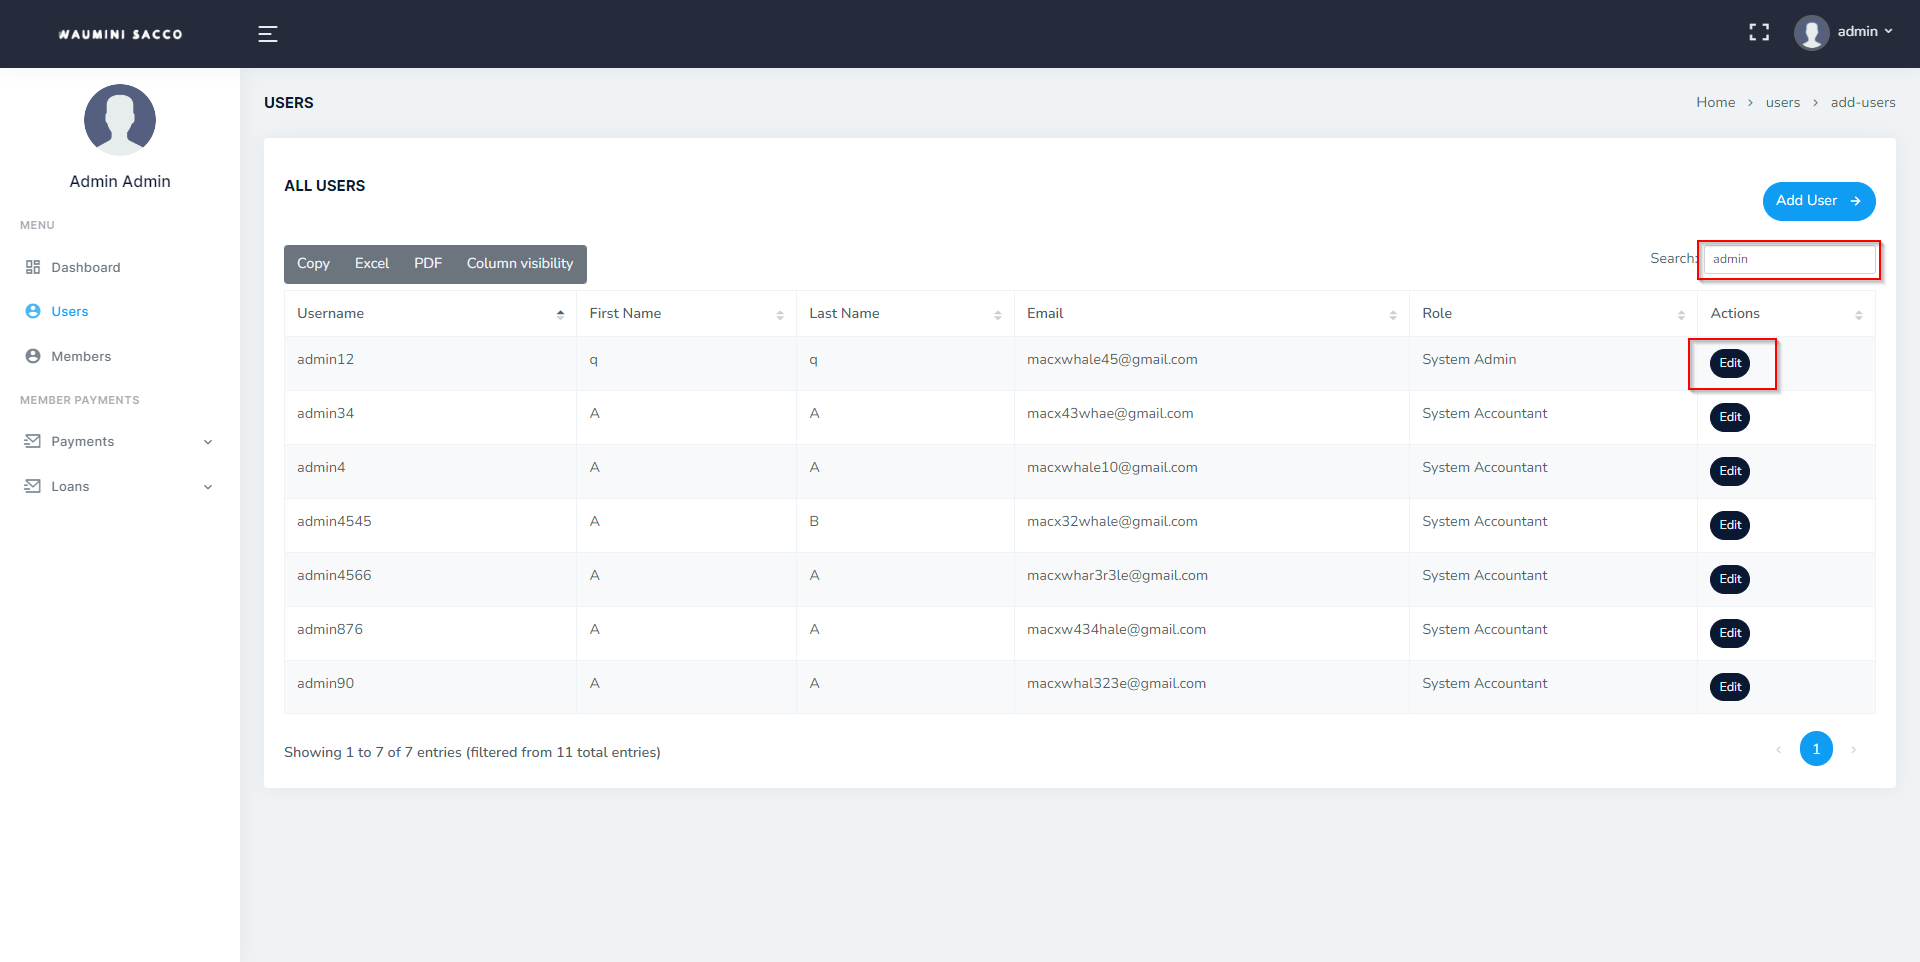 WAUMINI SACCO
admin
Admin Admin
MENU
Dashboard
Users
Members
MEMBER PAYMENTS
Payments
Loans
USERS
Home > users > add-users
ALL USERS
Add User →
Copy Excel PDF Column visibility
Search: admin
Username First Name Last Name Email Role Actions
admin12 q q macxwhale45@gmail.com System Admin Edit
admin34 A A macx43whae@gmail.com System Accountant Edit
admin4 A A macxwhale10@gmail.com System Accountant Edit
admin4545 A B macx32whale@gmail.com System Accountant Edit
admin4566 A A macxwhar3r3le@gmail.com System Accountant Edit
admin876 A A macxw434hale@gmail.com System Accountant Edit
admin90 A A macxwhal323e@gmail.com System Accountant Edit
Showing 1 to 7 of 7 entries (filtered from 11 total entries)
‹ 1 ›